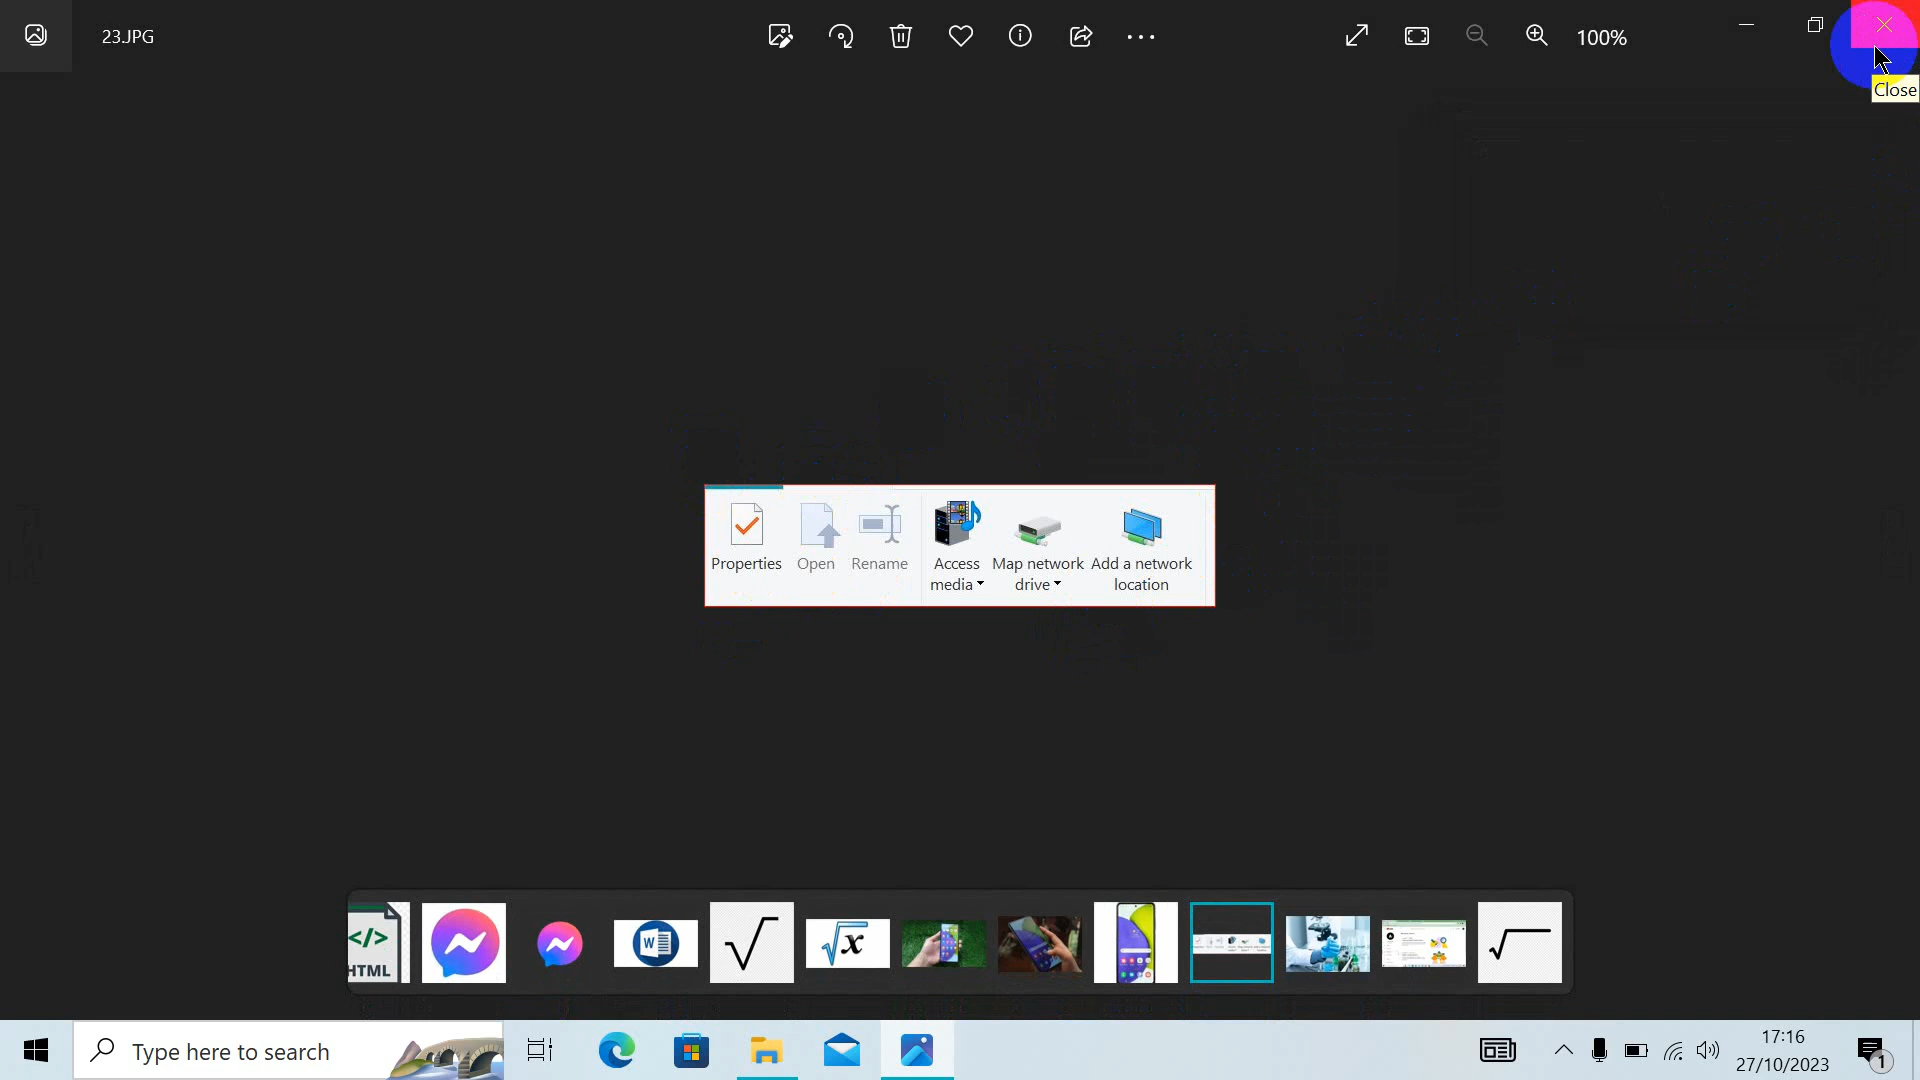 23.JPG
100%
Close
Properties Open Rename Access media Map network drive Add a network location
</HTML
W
x
Type here to search
17:16
27/10/2023
1